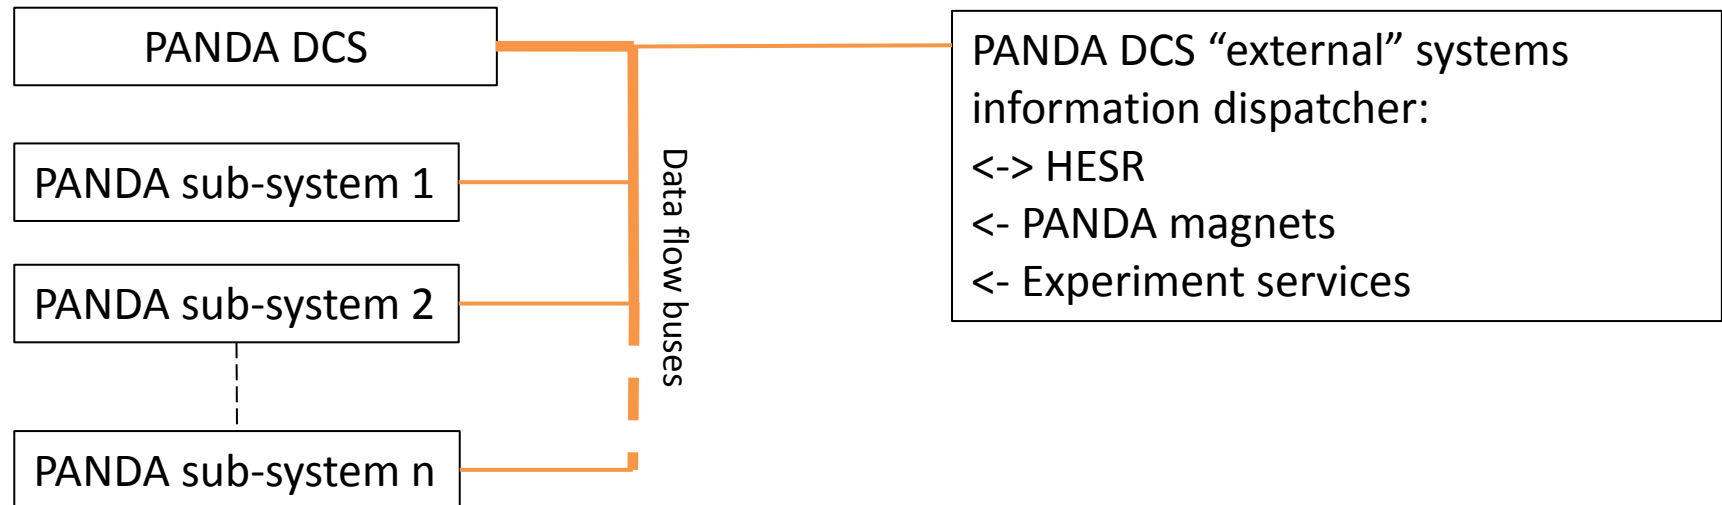 PANDA DCS
PANDA sub-system 1
PANDA sub-system 2
PANDA sub-system n
Data flow buses
PANDA DCS “external” systems
information dispatcher:
<-> HESR
<- PANDA magnets
<- Experiment services